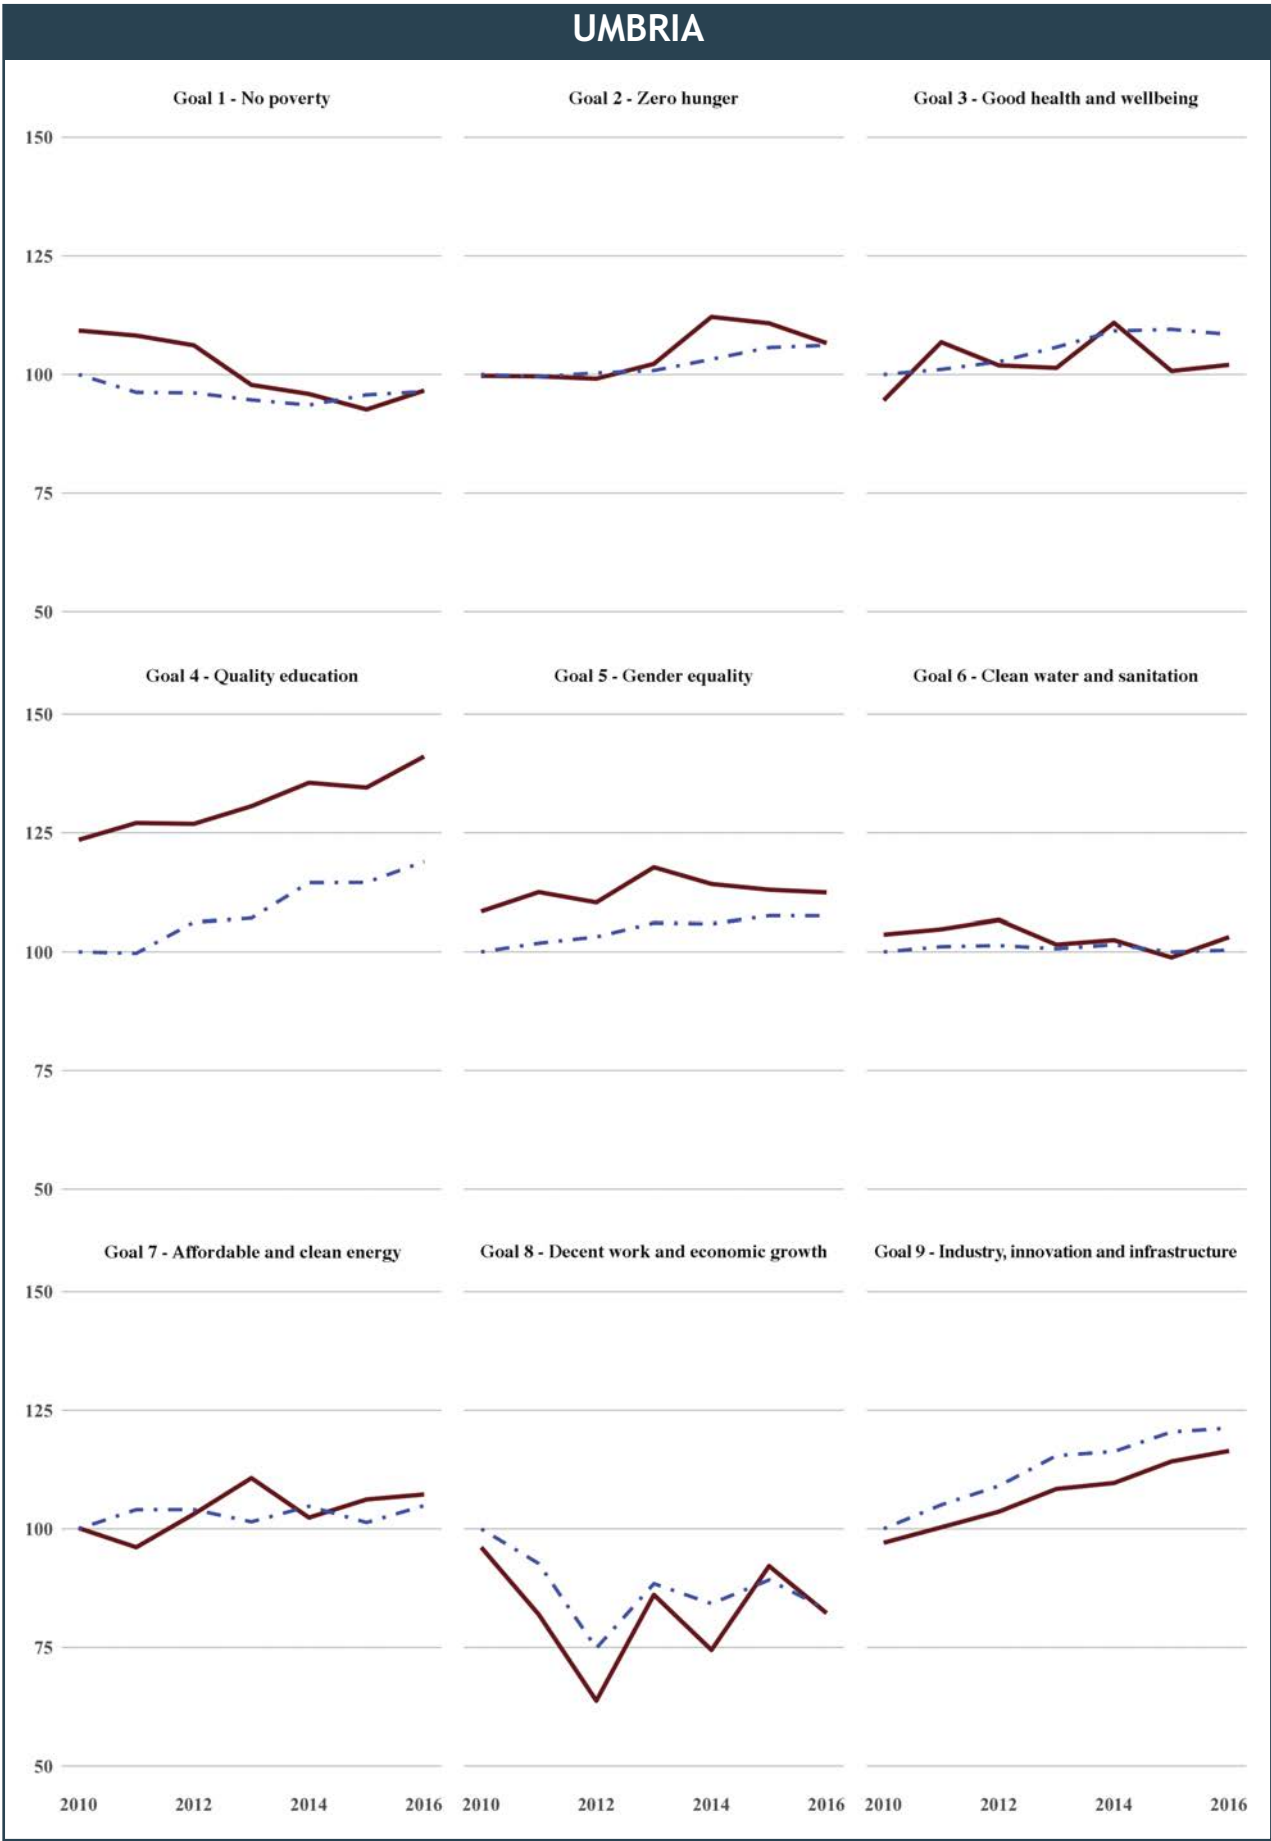 UMBRIA
Goal 1 - No poverty
Goal 2 - Zero hunger
Goal 3 - Good health and wellbeing
150
125
100
75
50
Goal 4 - Quality education
Goal 5 - Gender equality
Goal 6 - Clean water and sanitation
150
125
100
75
50
Goal 7 - Affordable and clean energy
Goal 8 - Decent work and economic growth
Goal 9 - Industry, innovation and infrastructure
150
125
100
75
50
2010 2012 2014 2016 2010 2012 2014 2016 2010 2012 2014 2016